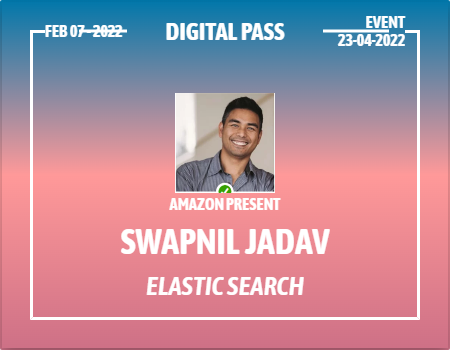 FEB 07 - 2022
DIGITAL PASS
EVENT
23-04-2022
AMAZON PRESENT
SWAPNIL JADAV
ELASTIC SEARCH